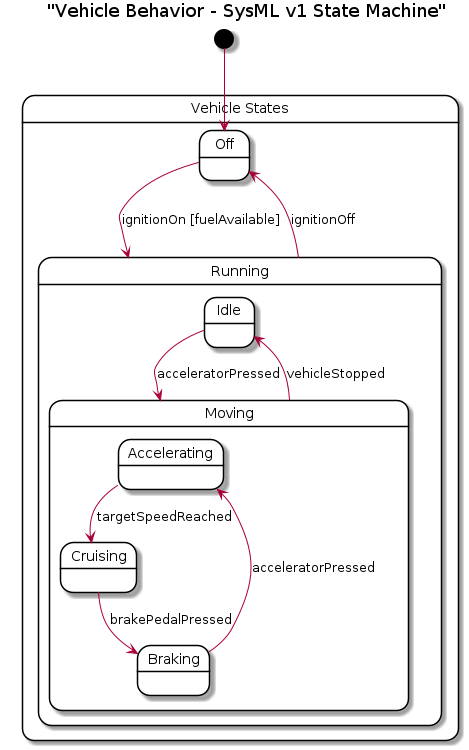 "Vehicle Behavior - SysML v1 State Machine"
Vehicle States
Off
ignitionOn [fuelAvailable]
ignitionOff
Running
Idle
acceleratorPressed
vehicleStopped
Moving
Accelerating
targetSpeedReached
Cruising
acceleratorPressed
brakePedalPressed
Braking